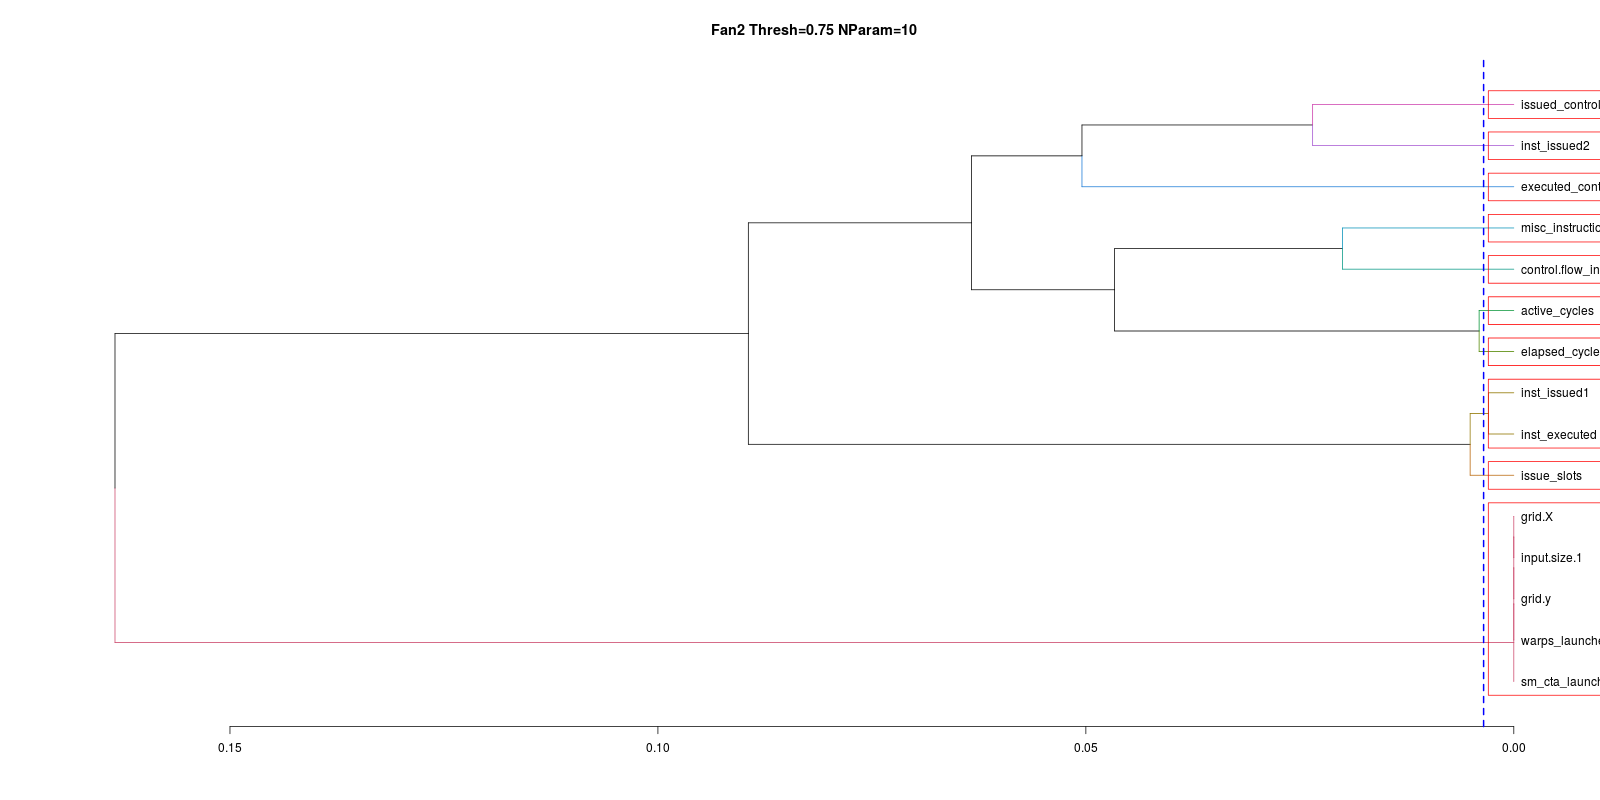 Fan2 Thresh=0.75 NParam=10
issued_control
inst_issued2
executed_cont
misc_instructio
control.flow_in
active_cycles
elapsed_cycle
inst_issued1
inst_executed
issue_slots
grid.X
input.size.1
grid.y
warps_launche
sm_cta_launch
0.15 0.10 0.05 0.00